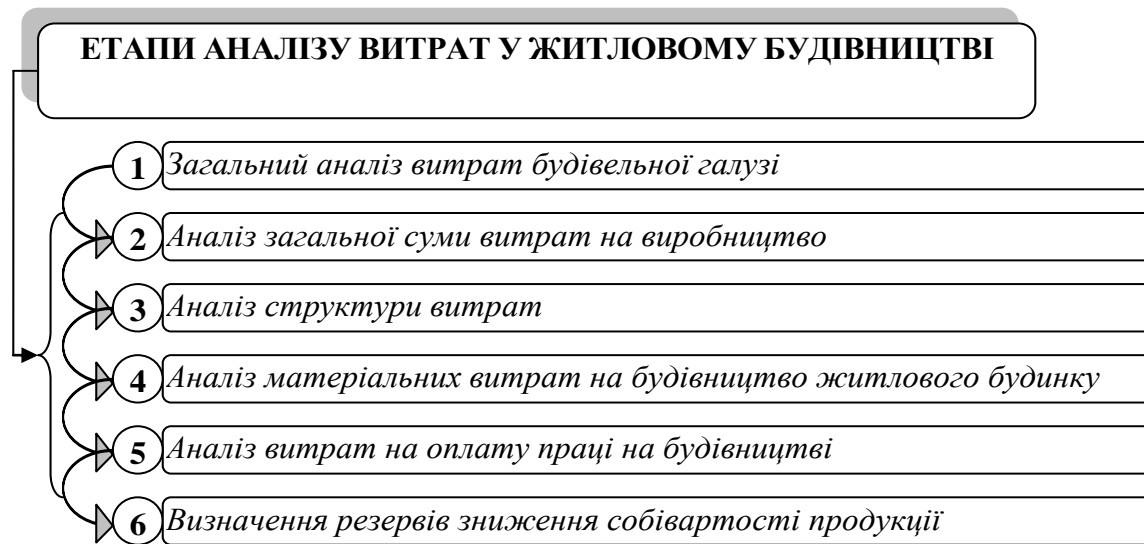 ЕТАПИ АНАЛІЗУ ВИТРАТ У ЖИТЛОВОМУ БУДІВНИЦТВІ
1 Загальний аналіз витрат будівельної галузі
2 Аналіз загальної суми витрат на виробництво
3 Аналіз структури витрат
4 Аналіз матеріальних витрат на будівництво житлового будинку
5 Аналіз витрат на оплату праці на будівництві
6 Визначення резервів зниження собівартості продукції